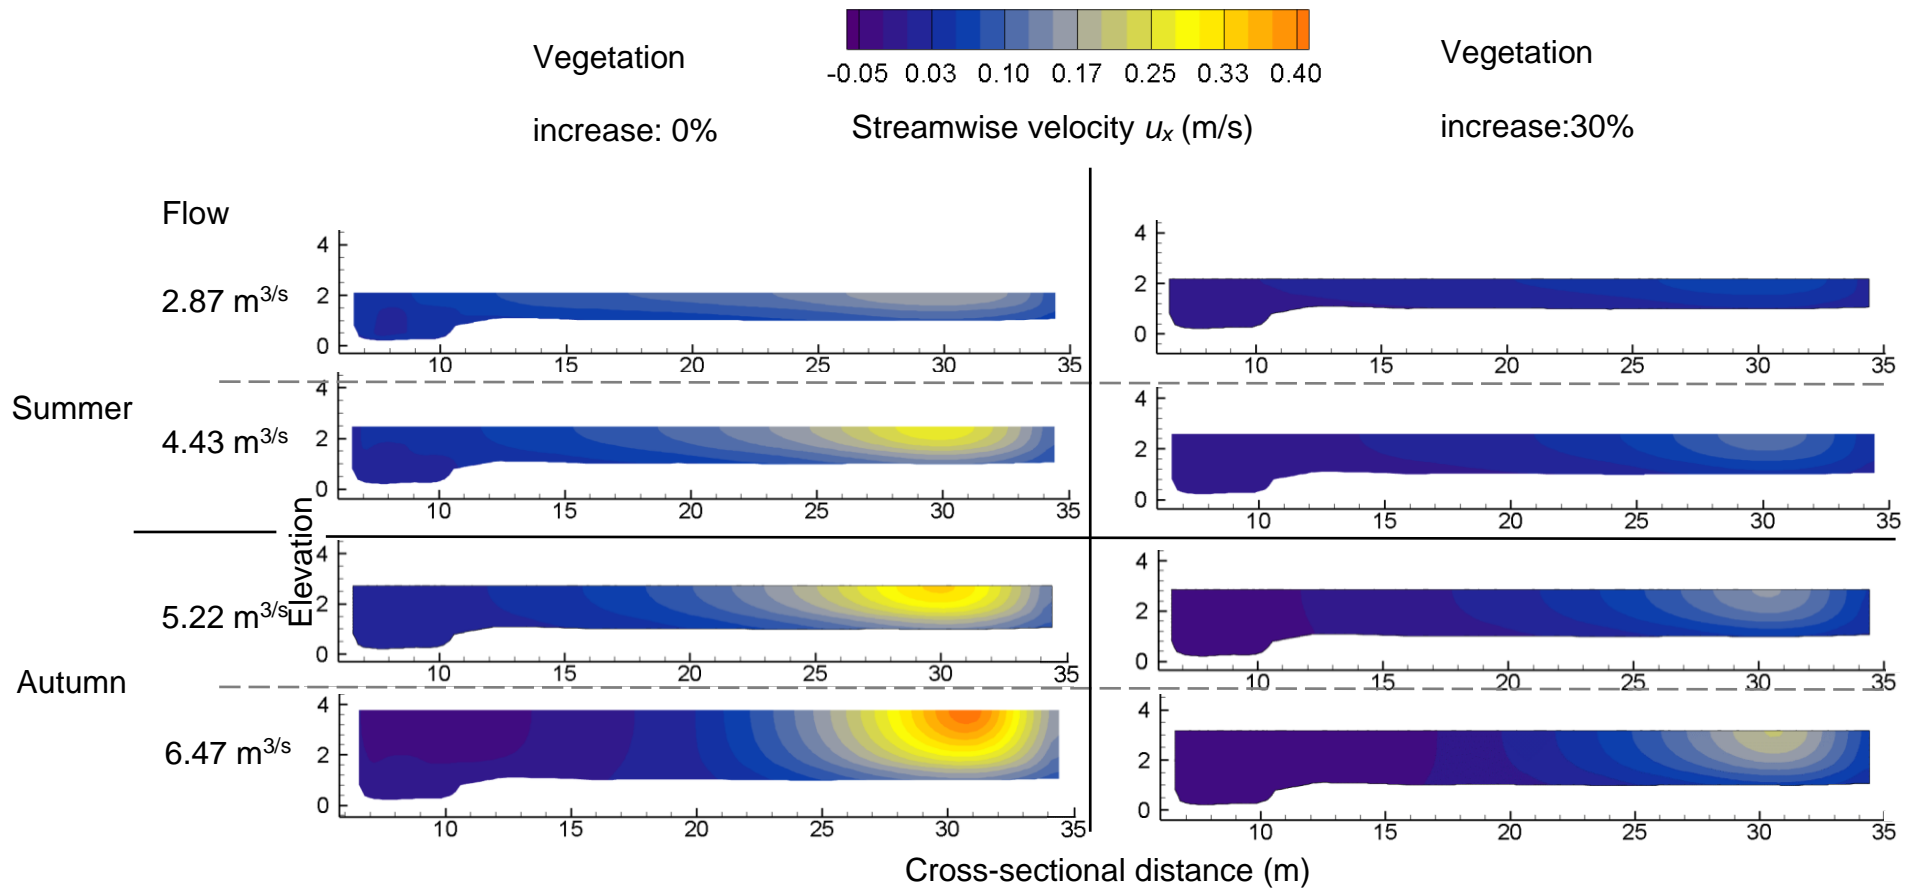 Vegetation
increase: 0%
-0.05 0.03 0.10 0.17 0.25 0.33 0.40
Streamwise velocity uₓ (m/s)
Vegetation
increase:30%
Flow
Summer
Autumn
Elevation
2.87 m³/ˢ
4 2 0
10 15 20 25 30 35
4 2 0
10 15 20 25 30 35
4.43 m³/ˢ
4 2 0
10 15 20 25 30 35
4 2 0
10 15 20 25 30 35
5.22 m³/ˢ
4 2 0
10 15 20 25 30 35
4 2 0
10 15 20 25 30 35
6.47 m³/ˢ
4 2 0
10 15 20 25 30 35
4 2 0
10 15 20 25 30 35
Cross-sectional distance (m)